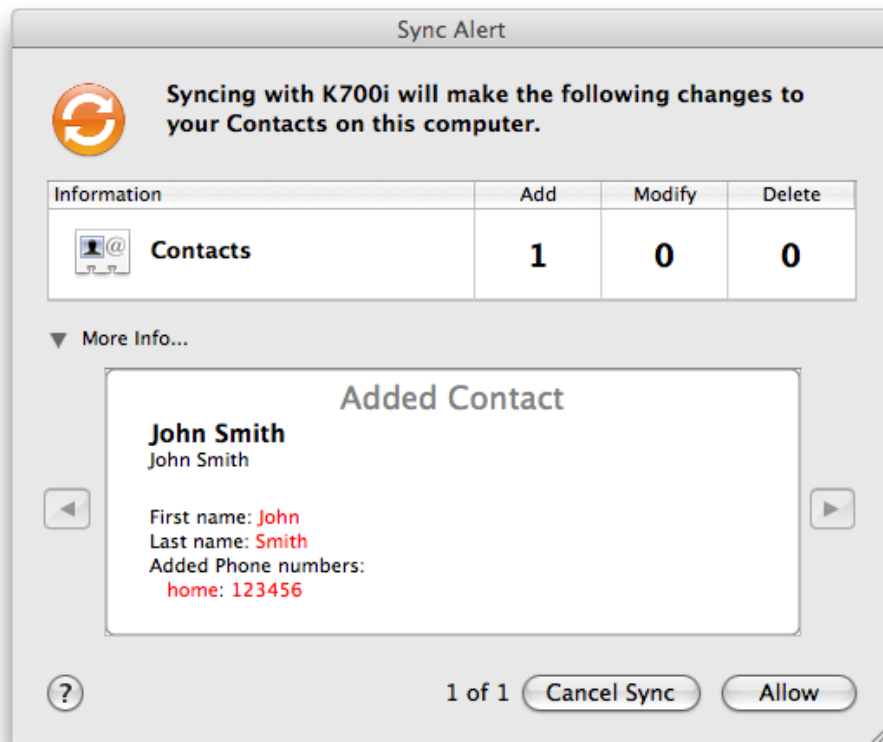 Sync Alert
Syncing with K700i will make the following changes to
your Contacts on this computer.
Information Add Modify Delete
@ Contacts 1 0 0
More Info...
Added Contact
John Smith
John Smith
First name: John
Last name: Smith
Added Phone numbers:
home: 123456
? 1 of 1 Cancel Sync Allow